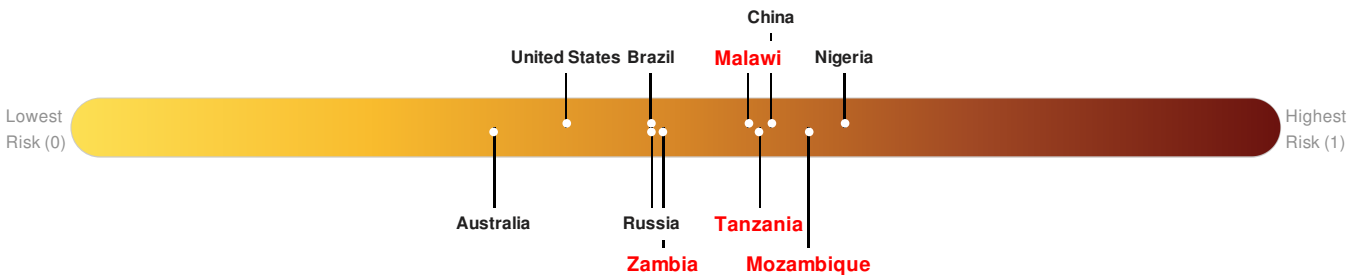 China
United States Brazil Malawi Nigeria
Lowest
Risk (0)
Highest
Risk (1)
Australia Russia Tanzania
Zambia Mozambique